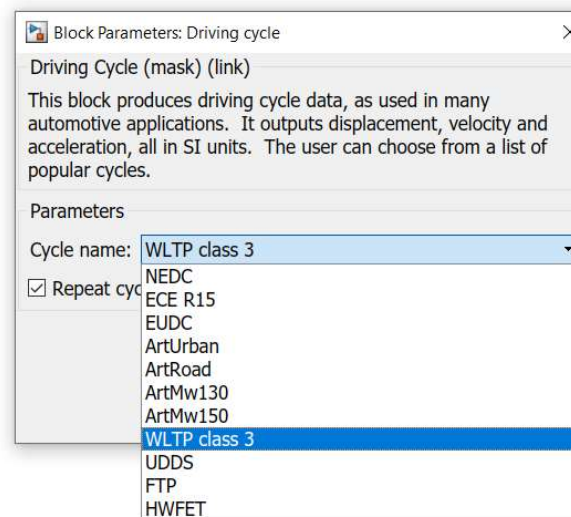 Block Parameters: Driving cycle
Driving Cycle (mask) (link)
This block produces driving cycle data, as used in many
automotive applications.  It outputs displacement, velocity and
acceleration, all in SI units.  The user can choose from a list of
popular cycles.
Parameters
Cycle name: WLTP class 3
NEDC
Repeat cyc
ECE R15
EUDC
ArtUrban
ArtRoad
ArtMw130
ArtMw150
WLTP class 3
UDDS
FTP
HWFET